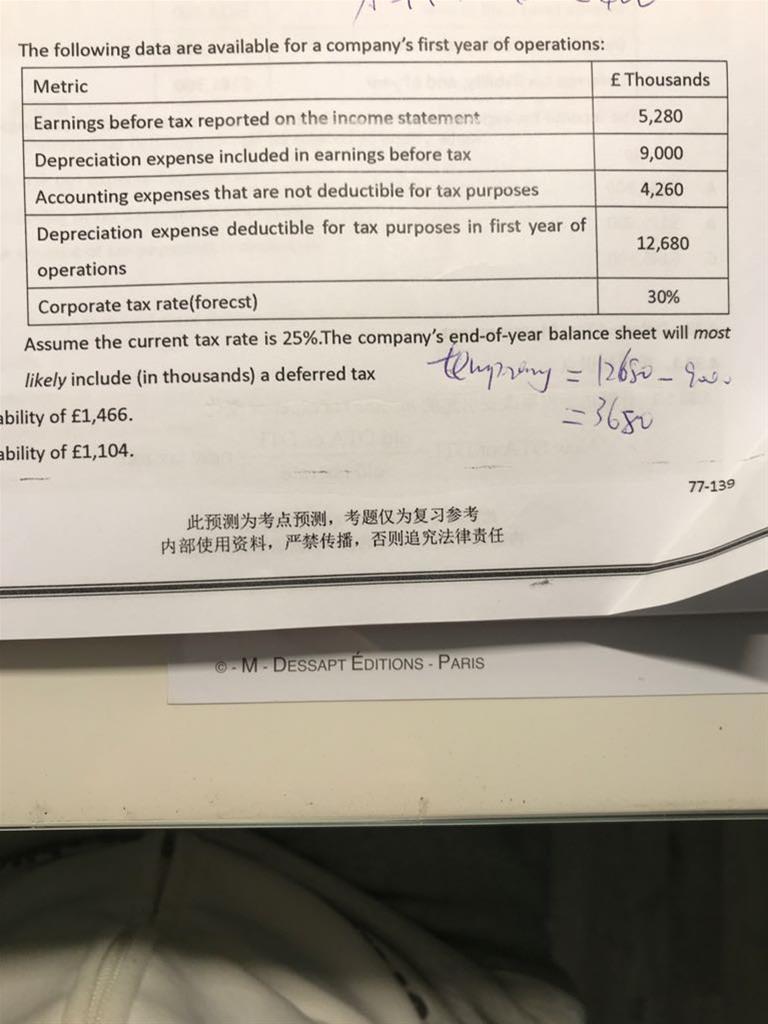 The following data are available for a company's first year of operations:
Metric £ Thousands
Earnings before tax reported on the income statement 5,280
Depreciation expense included in earnings before tax 9,000
Accounting expenses that are not deductible for tax purposes 4,260
Depreciation expense deductible for tax purposes in first year of
operations 12,680
Corporate tax rate(forecst) 30%
Assume the current tax rate is 25%.The company's end-of-year balance sheet will most
likely include (in thousands) a deferred tax
= 12680 - 9000
ability of £1,466.
= 3680
ability of £1,104.
77-139
此预测为考点预测，考题仅为复习参考
内部使用资料，严禁传播，否则追究法律责任
© - M - DESSAPT ÉDITIONS - PARIS